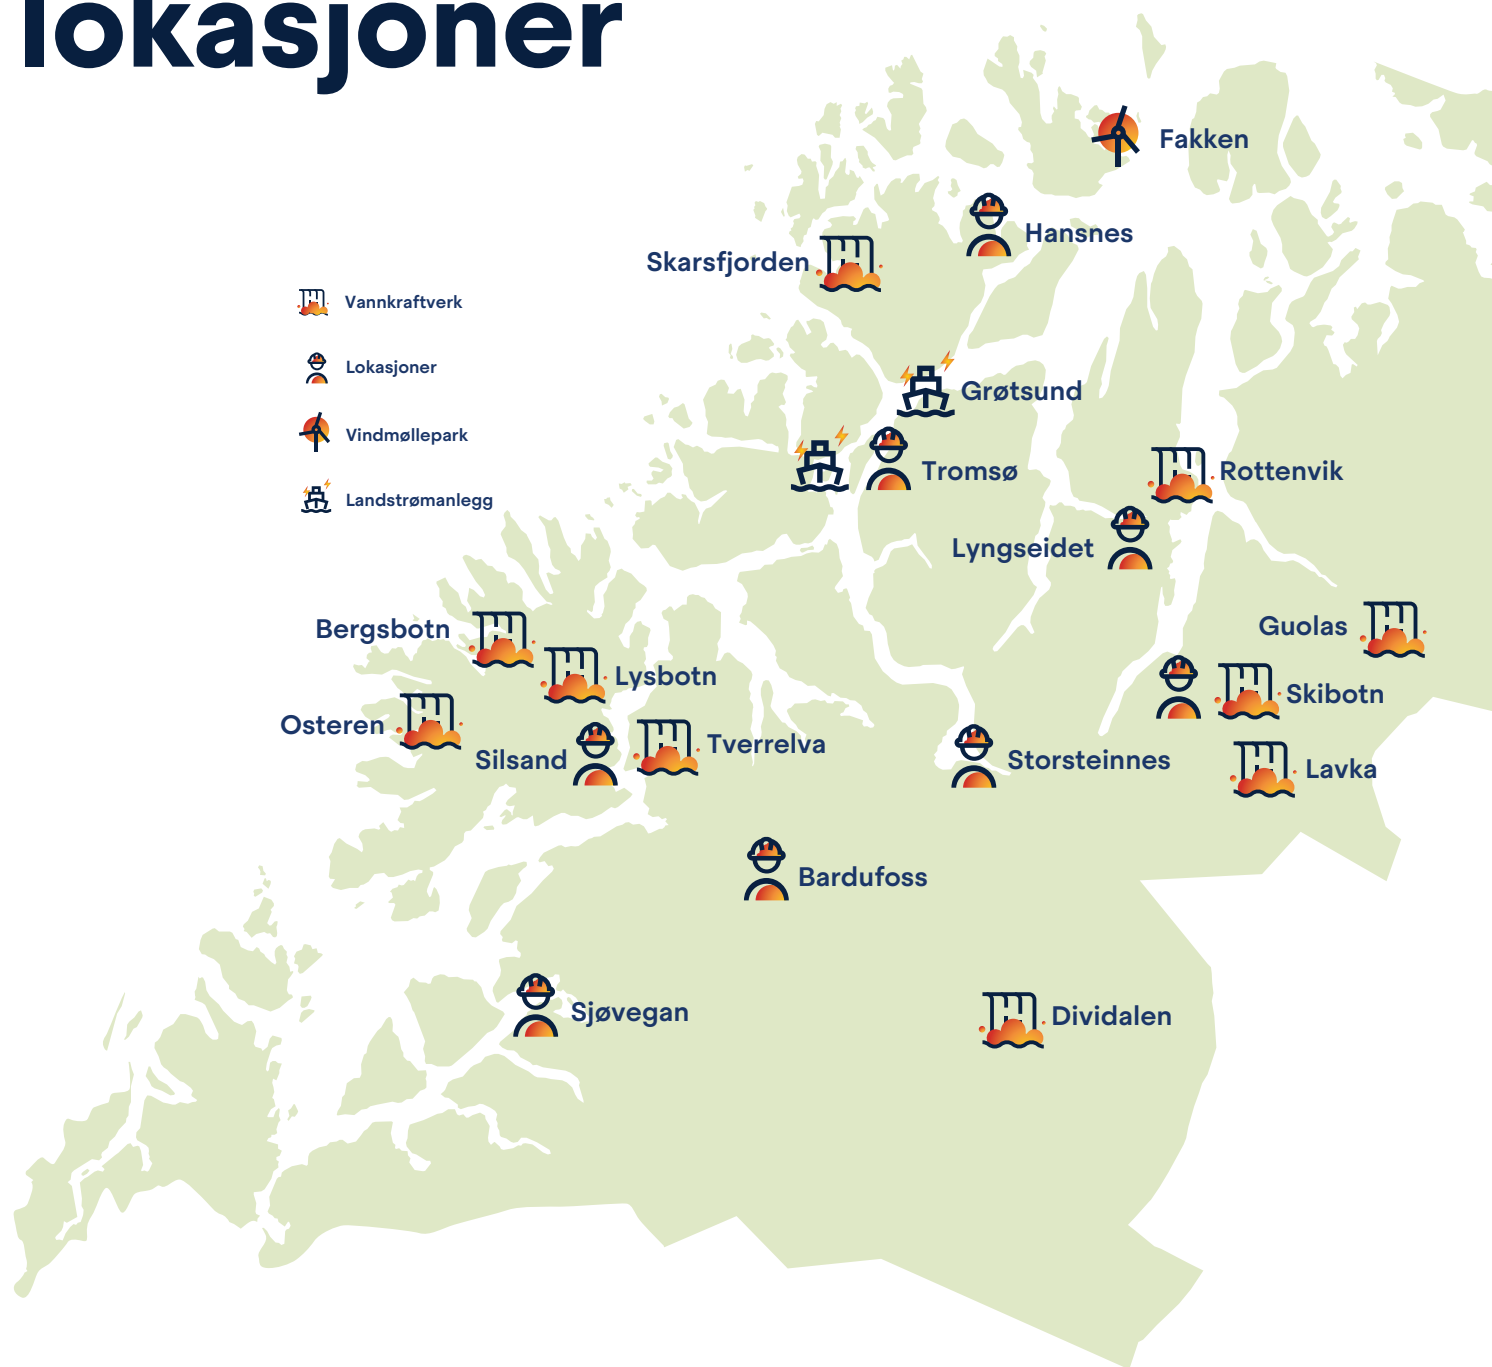 lokasjoner
Fakken
Hansnes
Skarsfjorden
Vannkraftverk
Lokasjoner
Grøtsund
Vindmøllepark
Tromsø
Rottenvik
Landstrømanlegg
Lyngseidet
Bergsbotn
Guolas
Lysbotn
Skibotn
Osteren
Tverrelva
Silsand
Storsteinnes
Lavka
Bardufoss
Sjøvegan
Dividalen